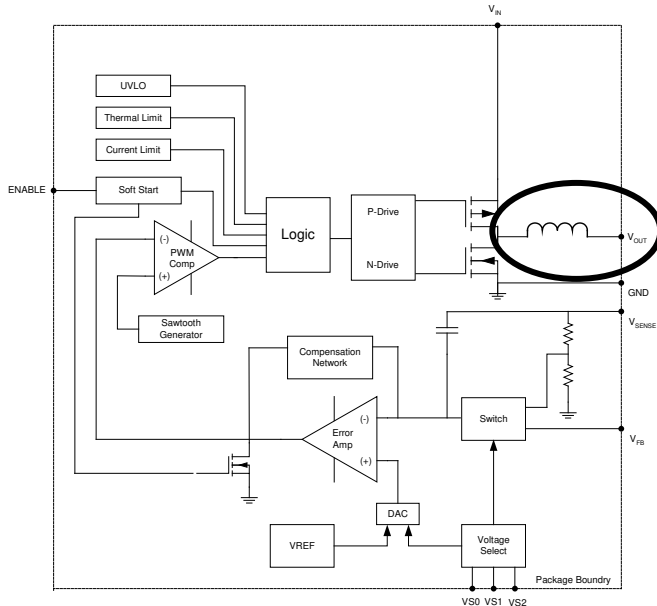 VIN
UVLO
Thermal Limit
Current Limit
ENABLE
Soft Start
P-Drive
Logic
(-)
PWM
Comp
(+)
N-Drive
VOUT
GND
Sawtooth
Generator
VSENSE
Compensation
Network
(-)
Switch
Error
Amp
(+)
VFB
DAC
VREF
Voltage
Select
Package Boundry
VS0 VS1 VS2